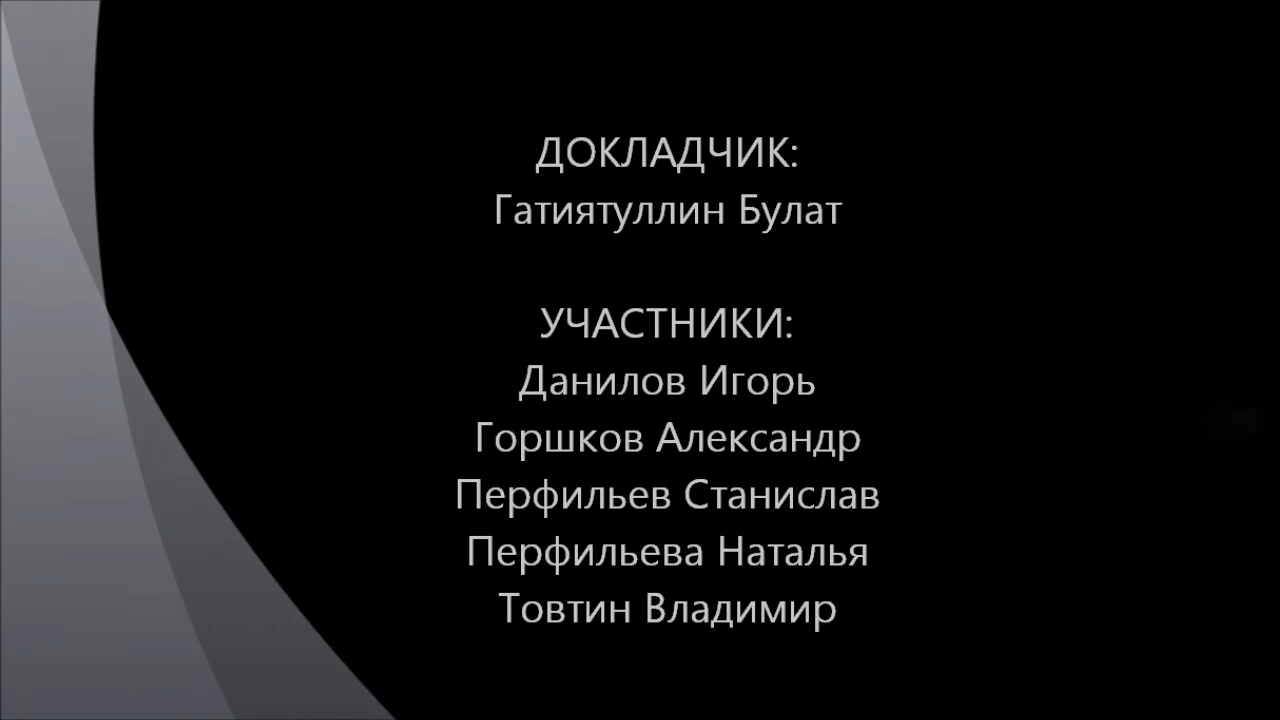 ДОКЛАДЧИК:
Гатиятуллин Булат
УЧАСТНИКИ:
Данилов Игорь
Горшков Александр
Перфильев Станислав
Перфильева Наталья
Товтин Владимир